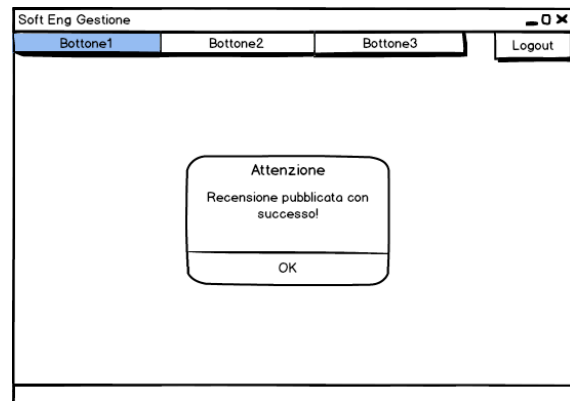 Soft Eng Gestione
Bottone1 Bottone2 Bottone3 Logout
Attenzione
Recensione pubblicata con
successo!
OK